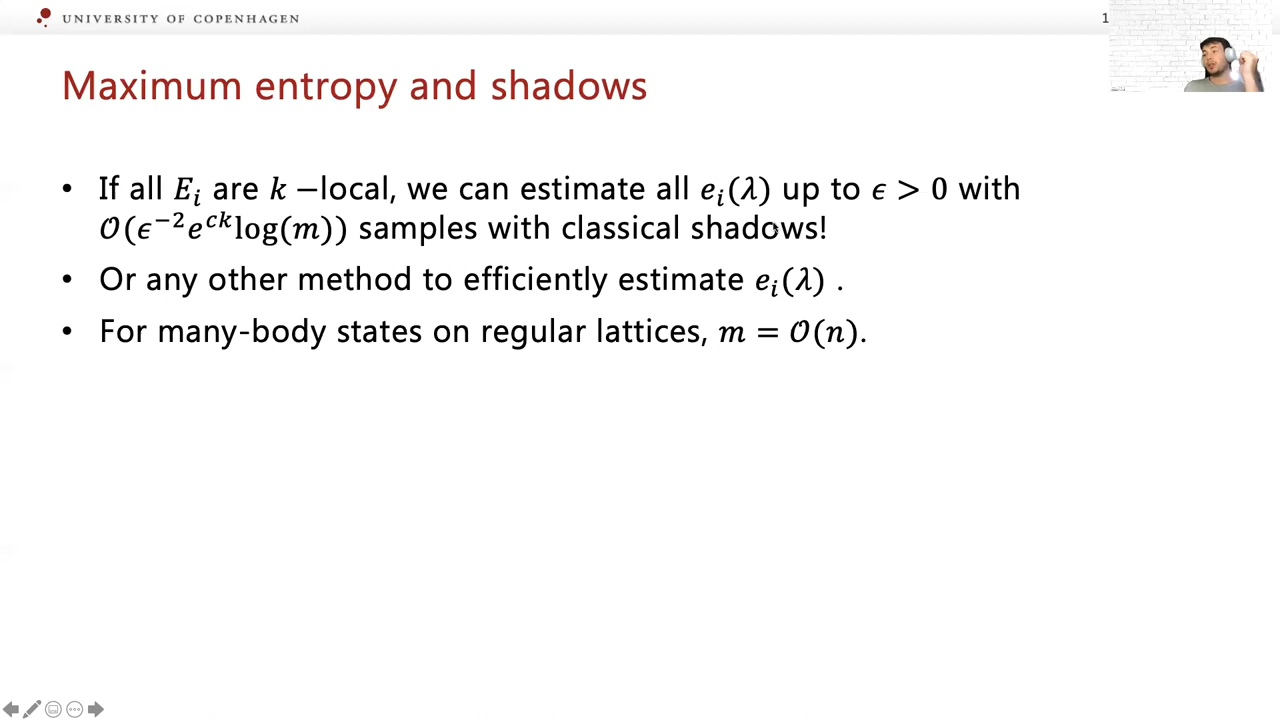 UNIVERSITY OF COPENHAGEN
1
Maximum entropy and shadows
• If all 𝐸ᵢ are 𝑘 −local, we can estimate all 𝑒ᵢ(𝜆) up to 𝜖 > 0 with
𝒪(𝜖⁻²𝑒ᶜᵏlog(𝑚)) samples with classical shadows!
• Or any other method to efficiently estimate 𝑒ᵢ(𝜆) .
• For many-body states on regular lattices, 𝑚 = 𝒪(𝑛).